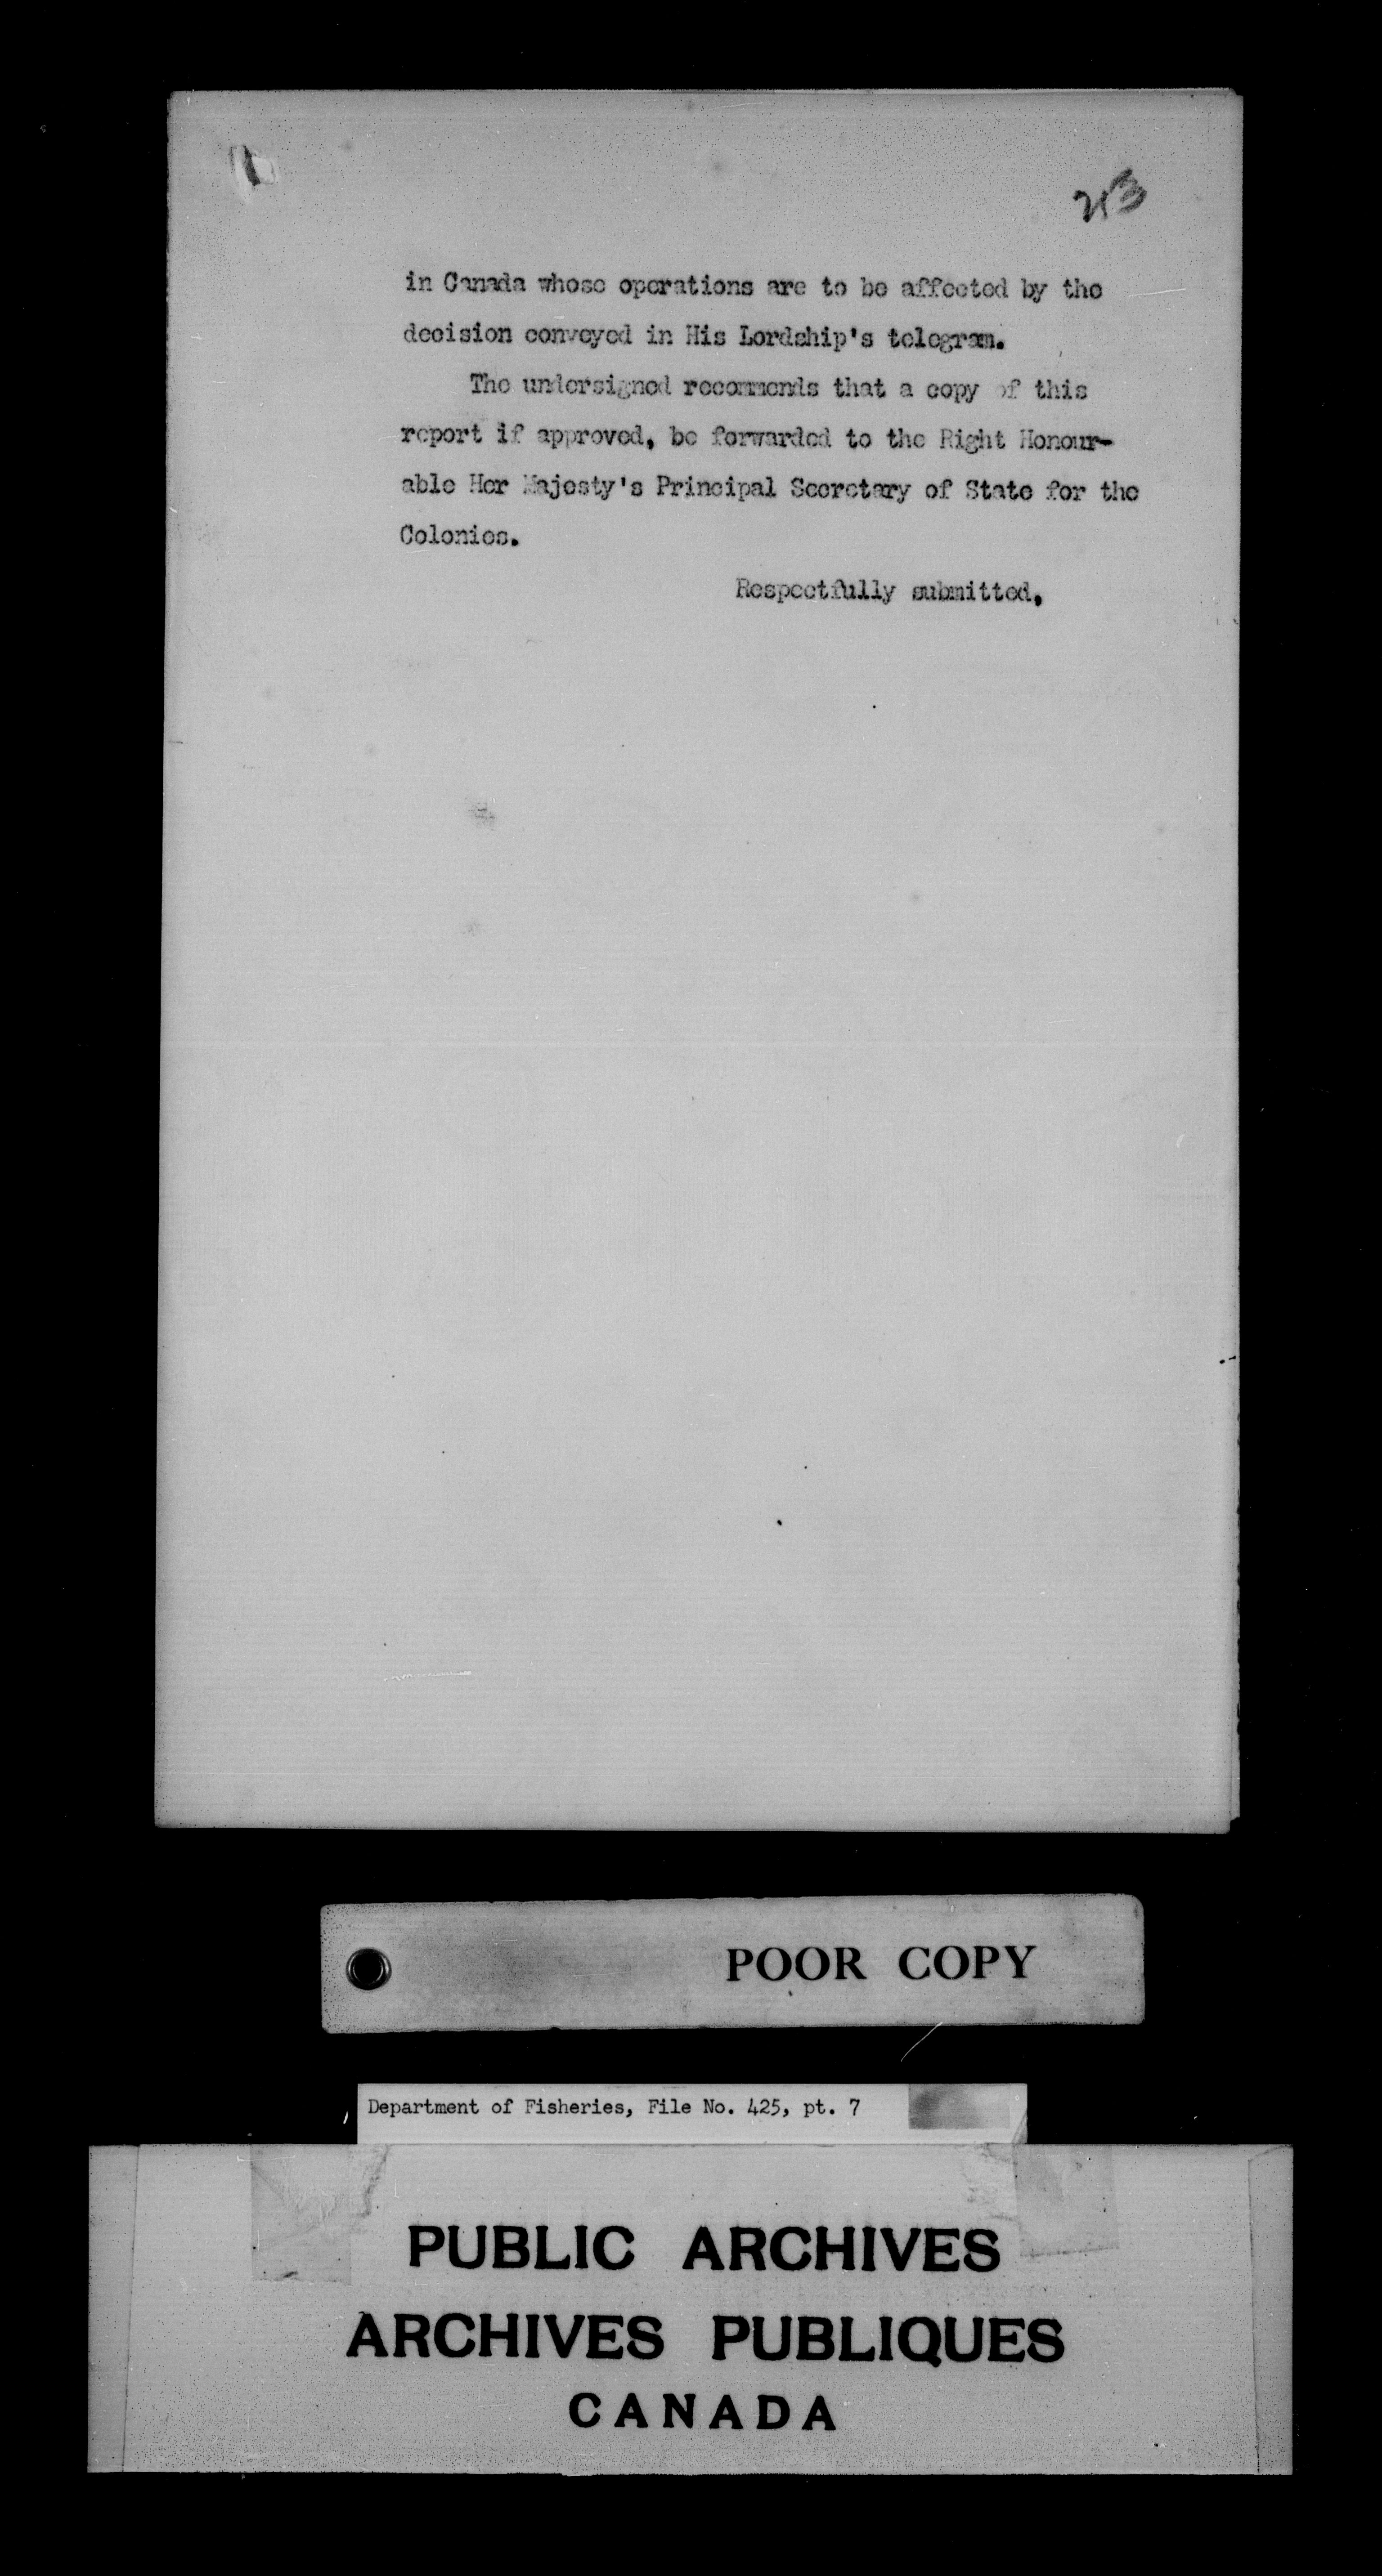 in Canada whose operations are to be affected by the
decision conveyed in His Lordship's telegram.
The undersigned recommends that a copy of this
report if approved, be forwarded to the Right Honour-
able Her Majesty's Principal Secretary of State for the
Colonies.
Respectfully submitted,
POOR COPY
Department of Fisheries, File No. 425, pt. 7
PUBLIC ARCHIVES
ARCHIVES PUBLIQUES
CANADA